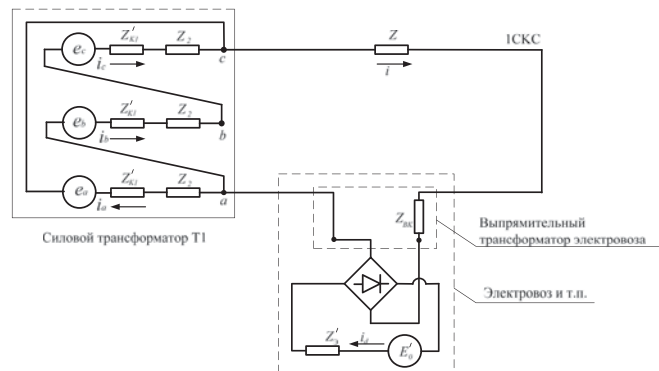 e_c Z'_K1 Z_2 c Z 1СКС
i_c i
e_b Z'_K1 Z_2 b
i_b
e_a Z'_K1 Z_2 a
i_a
Силовой трансформатор Т1
Z_ВК
Выпрямительный
трансформатор электровоза
Электровоз и т.п.
Z'_Э i_d E'_0